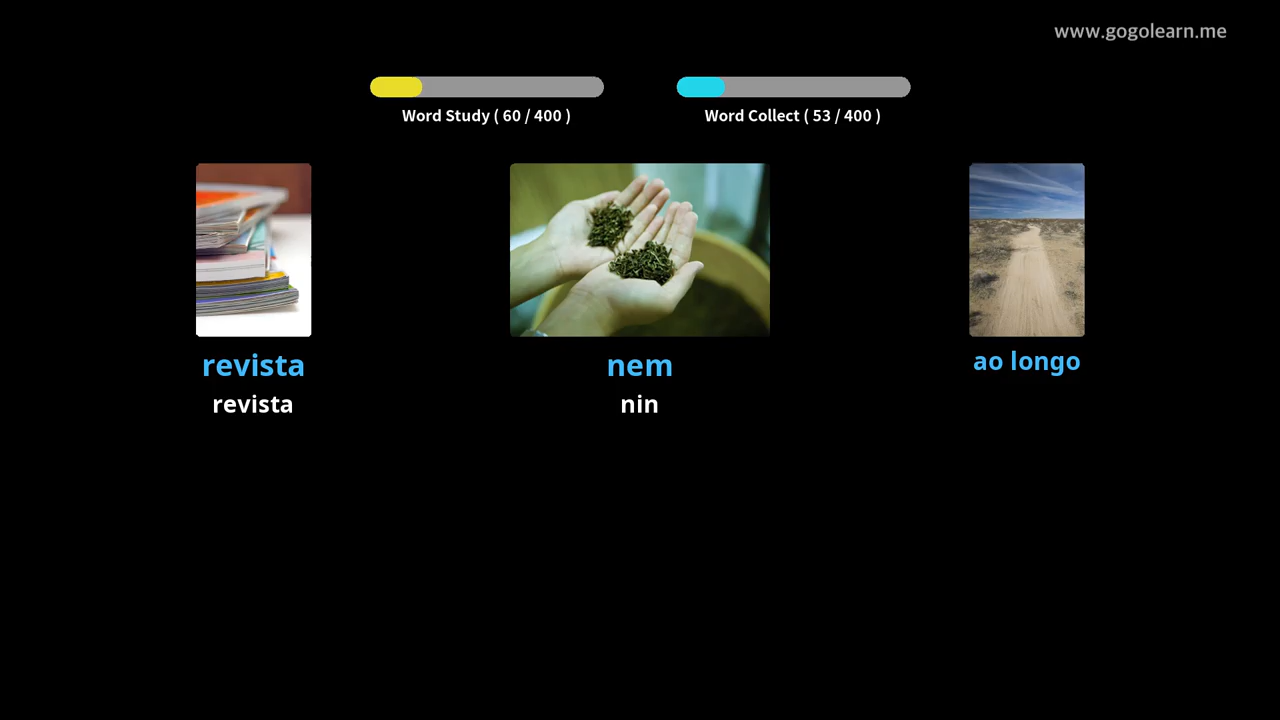 www.gogolearn.me
Word Study ( 60 / 400 )
Word Collect ( 53 / 400 )
revista
revista
nem
nin
ao longo